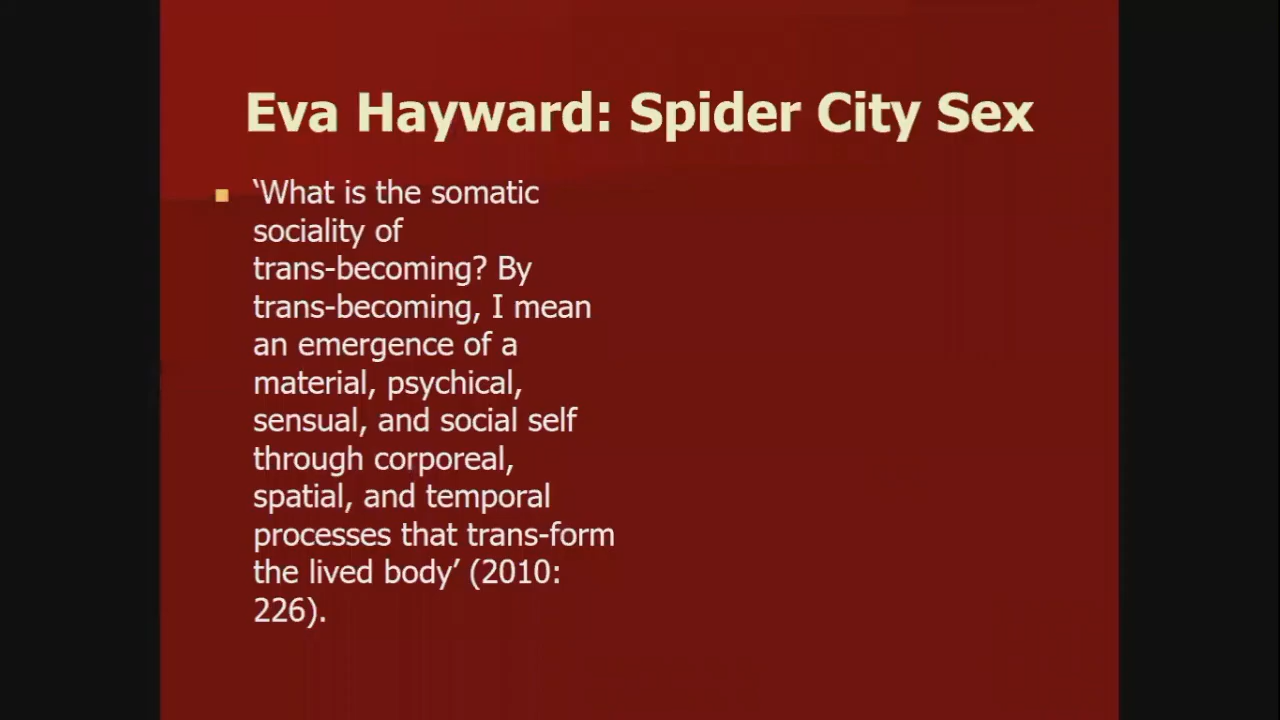 Eva Hayward: Spider City Sex
‘What is the somatic
sociality of
trans-becoming? By
trans-becoming, I mean
an emergence of a
material, psychical,
sensual, and social self
through corporeal,
spatial, and temporal
processes that trans-form
the lived body’ (2010:
226).